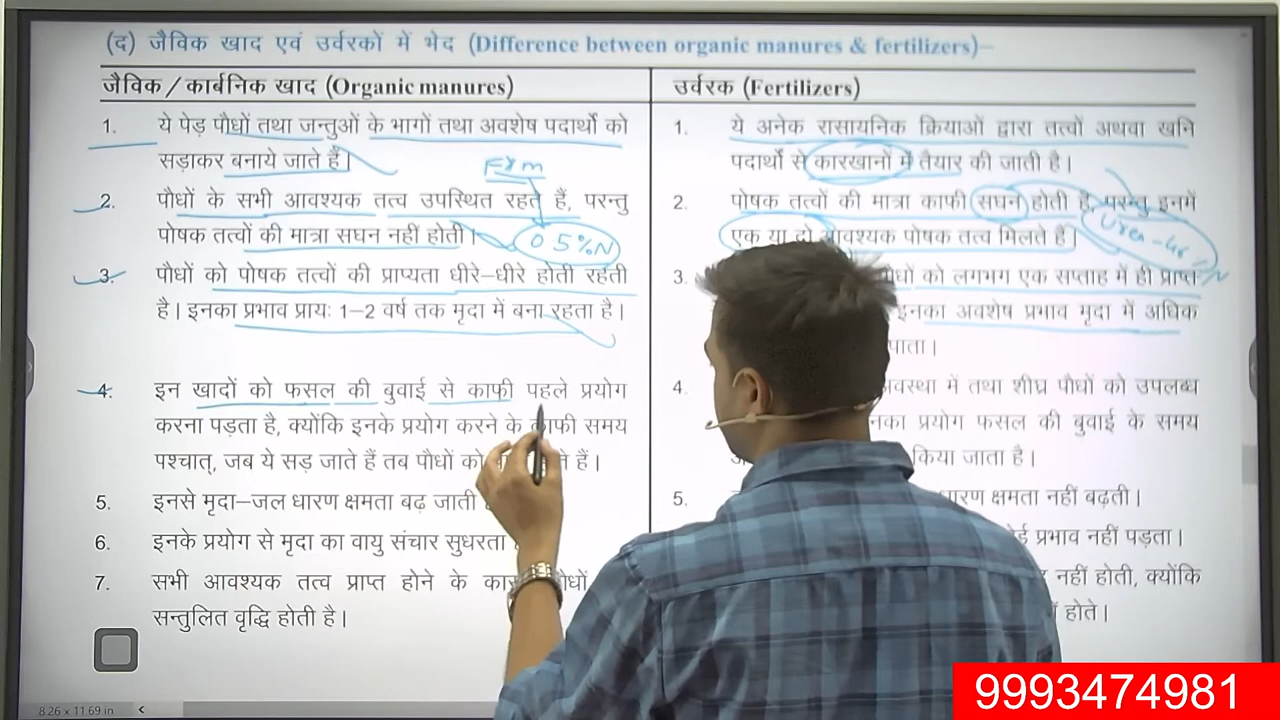 (द) जैविक खाद एवं उर्वरकों में भेद (Difference between organic manures & fertilizers)–
जैविक/कार्बनिक खाद (Organic manures)
1. ये पेड़ पौधों तथा जन्तुओं के भागों तथा अवशेष पदार्थों को
सड़ाकर बनाये जाते हैं।
FYM
2. पौधों के सभी आवश्यक तत्व उपस्थित रहते हैं, परन्तु
पोषक तत्वों की मात्रा सघन नहीं होती।
0.5%N
3. पौधों को पोषक तत्वों की प्राप्यता धीरे–धीरे होती रहती
है। इनका प्रभाव प्रायः 1–2 वर्ष तक मृदा में बना रहता है।
4. इन खादों को फसल की बुवाई से काफी पहले प्रयोग
करना पड़ता है, क्योंकि इनके प्रयोग करने के काफी समय
पश्चात्, जब ये सड़ जाते हैं तब पौधों को हैं।
5. इनसे मृदा–जल धारण क्षमता बढ़ जाती
6. इनके प्रयोग से मृदा का वायु संचार सुधरता
7. सभी आवश्यक तत्व प्राप्त होने के पौधों
सन्तुलित वृद्धि होती है।
उर्वरक (Fertilizers)
1. ये अनेक रासायनिक क्रियाओं द्वारा तत्वों अथवा खनि
पदार्थों से कारखानों में तैयार की जाती है।
2. पोषक तत्वों की मात्रा काफी सघन होती है, परन्तु इनमें
एक या दो आवश्यक पोषक तत्व मिलते हैं।
Urea
3. पौधों को लगभग एक सप्ताह में ही प्राप्त
इनका अवशेष प्रभाव मृदा में अधिक
पाता।
4. अवस्था में तथा शीघ्र पौधों को उपलब्ध
इनका प्रयोग फसल की बुवाई के समय
किया जाता है।
5. धारण क्षमता नहीं बढ़ती।
कोई प्रभाव नहीं पड़ता।
नहीं होती, क्योंकि
होते।
8.26 x 11.69 in
9993474981